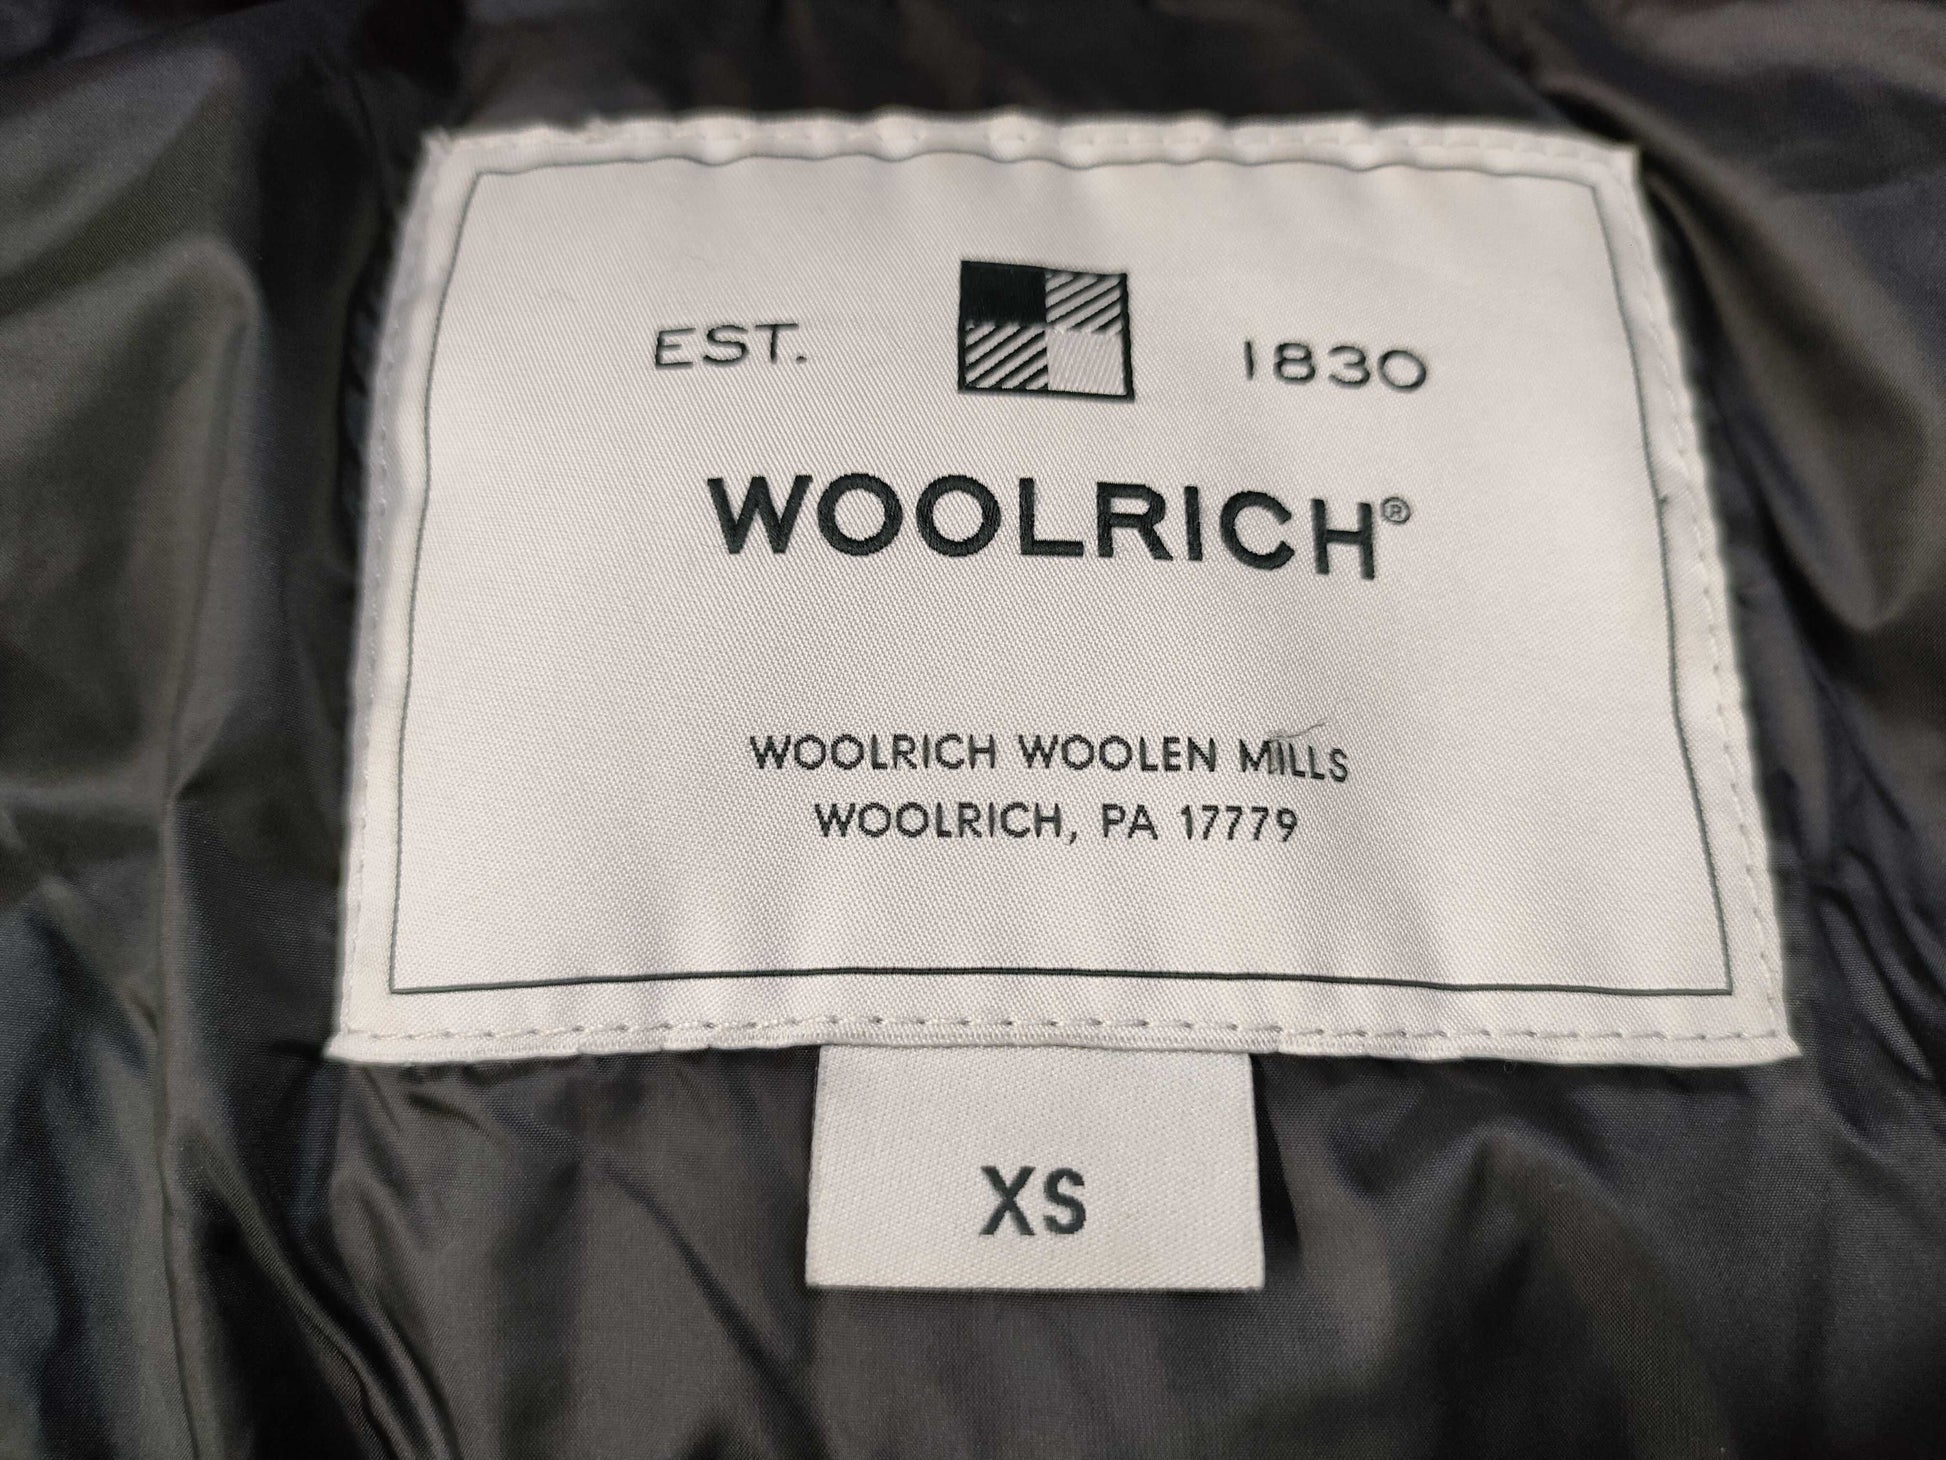 EST. 1830
WOOLRICH®
WOOLRICH WOOLEN MILLS
WOOLRICH, PA 17779
XS